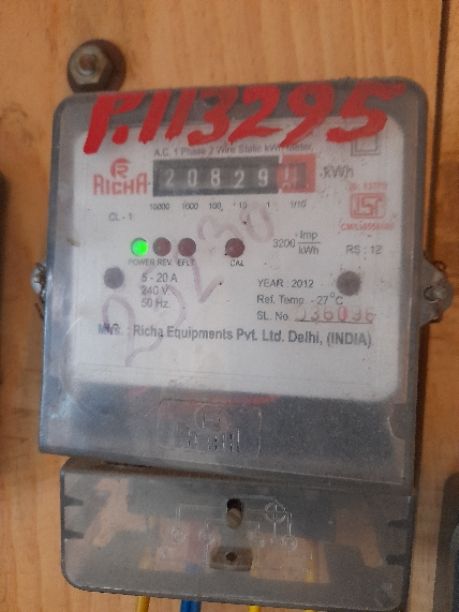 P.113295
A.C. 1 Phase 2 Wire Static kWh Meter,
RICHA
20829
kWh
10000 1000 100 10 1 1/10
CL - 1
3200 Imp/kWh
RS : 12
POWER REV EFLT CAL
5 - 20 A
240 V
50 Hz.
YEAR : 2012
Ref. Temp. -27°C
SL. No. 036036
MFR. : Richa Equipments Pvt. Ltd. Delhi, (INDIA)